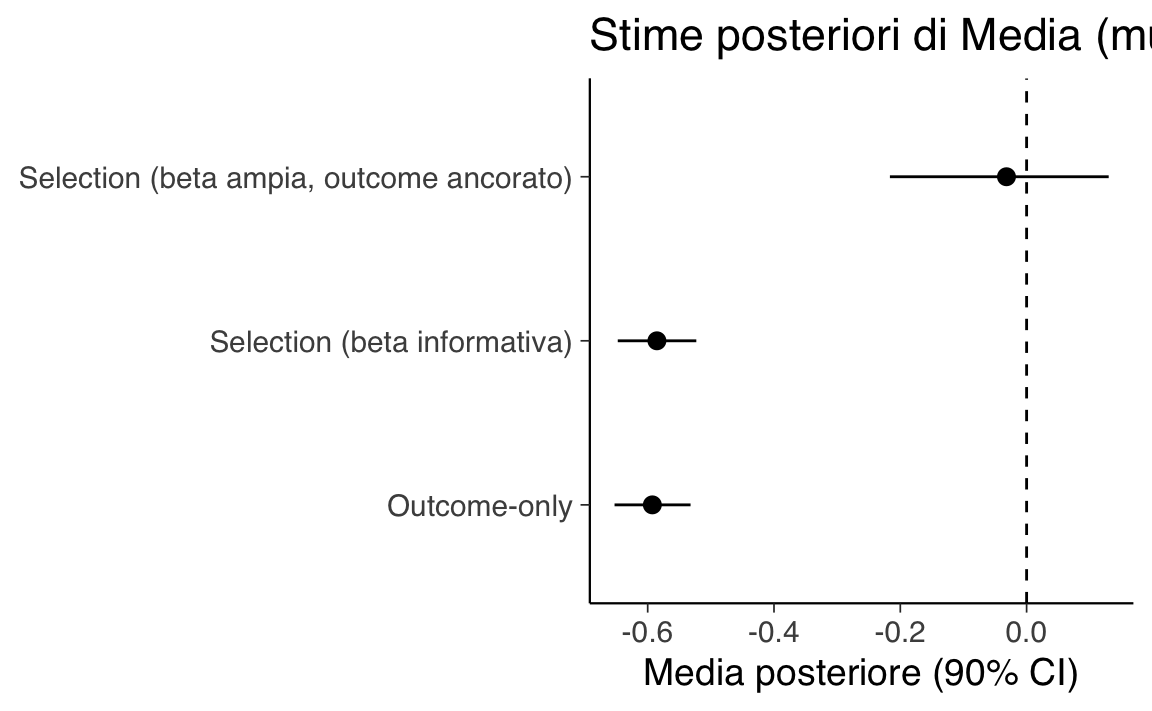 Stime posteriori di Media (mu
Selection (beta ampia, outcome ancorato)
Selection (beta informativa)
Outcome-only
-0.6 -0.4 -0.2 0.0
Media posteriore (90% CI)